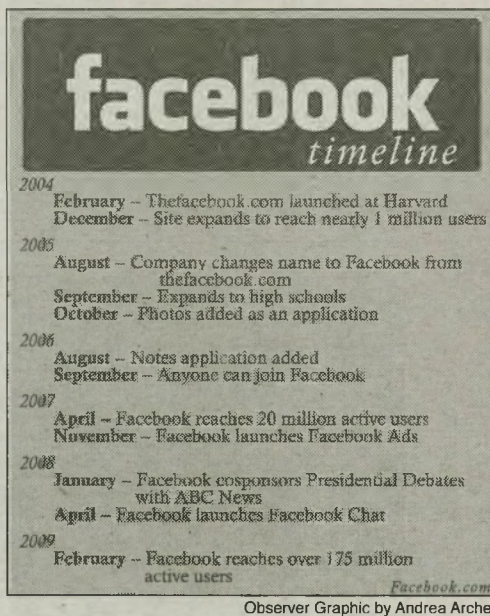 facebook
timeline
2004
February – Thefacebook.com launched at Harvard
December – Site expands to reach nearly 1 million users
2005
August – Company changes name to Facebook from
thefacebook.com
September – Expands to high schools
October – Photos added as an application
2006
August – Notes application added
September – Anyone can join Facebook
2007
April – Facebook reaches 20 million active users
November – Facebook launches Facebook Ads
2008
January – Facebook cosponsors Presidential Debates
with ABC News
April – Facebook launches Facebook Chat
2009
February – Facebook reaches over 175 million
active users
Facebook.com
Observer Graphic by Andrea Arche